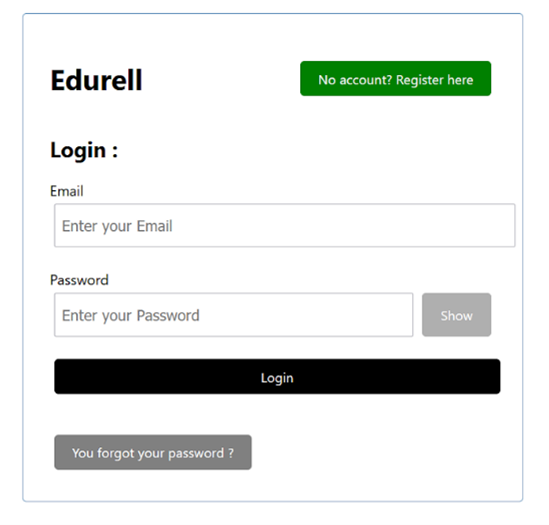 Edurell
No account? Register here
Login :
Email
Enter your Email
Password
Enter your Password
Show
Login
You forgot your password ?